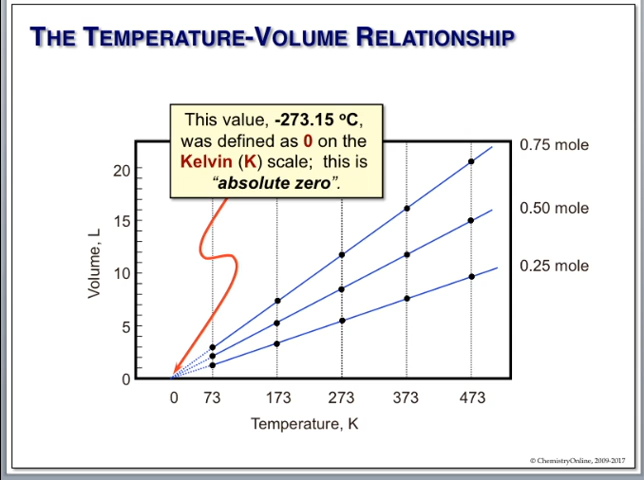 THE TEMPERATURE-VOLUME RELATIONSHIP
This value, -273.15 ºC,
was defined as 0 on the
Kelvin (K) scale; this is
“absolute zero”.
0.75 mole
0.50 mole
0.25 mole
Volume, L
20
15
10
5
0
0 73 173 273 373 473
Temperature, K
© ChemistryOnline, 2009-2017